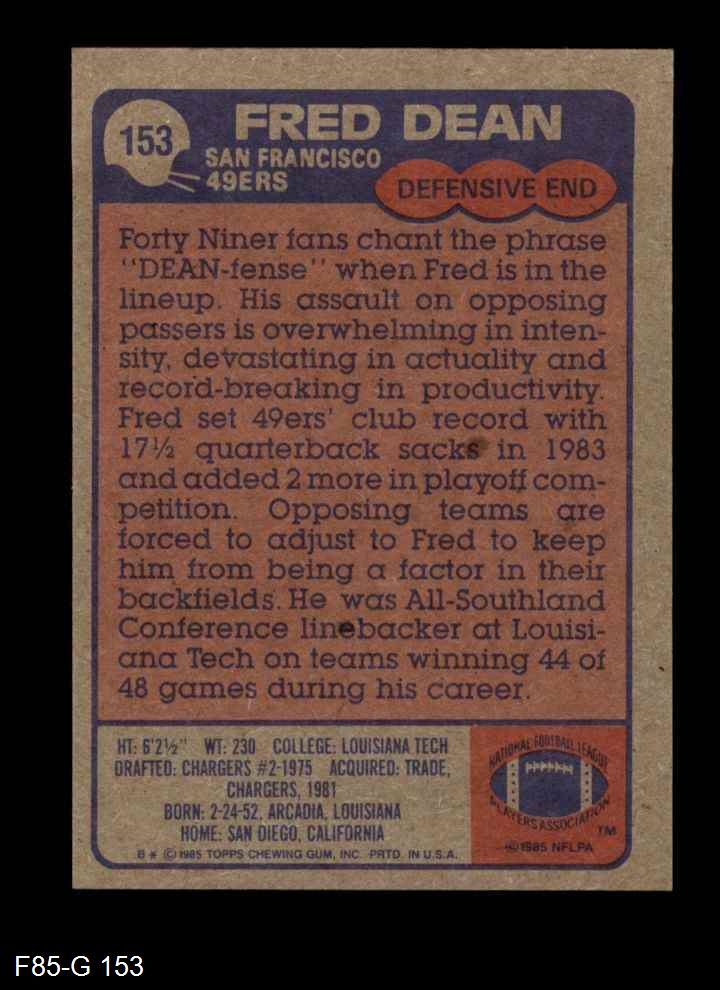 153
FRED DEAN
SAN FRANCISCO
49ERS
DEFENSIVE END
Forty Niner fans chant the phrase
"DEAN-fense" when Fred is in the
lineup. His assault on opposing
passers is overwhelming in inten-
sity, devastating in actuality and
record-breaking in productivity.
Fred set 49ers' club record with
17½ quarterback sacks in 1983
and added 2 more in playoff com-
petition. Opposing teams are
forced to adjust to Fred to keep
him from being a factor in their
backfields. He was All-Southland
Conference linebacker at Louisi-
ana Tech on teams winning 44 of
48 games during his career.
HT: 6'2½" WT: 230 COLLEGE: LOUISIANA TECH
DRAFTED: CHARGERS #2-1975 ACQUIRED: TRADE,
CHARGERS, 1981
BORN: 2-24-52, ARCADIA, LOUISIANA
HOME: SAN DIEGO, CALIFORNIA
B* © 1985 TOPPS CHEWING GUM, INC. PRTD. IN U.S.A.
NATIONAL FOOTBALL LEAGUE
PLAYERS ASSOCIATION
TM
© 1985 NFLPA
F85-G 153